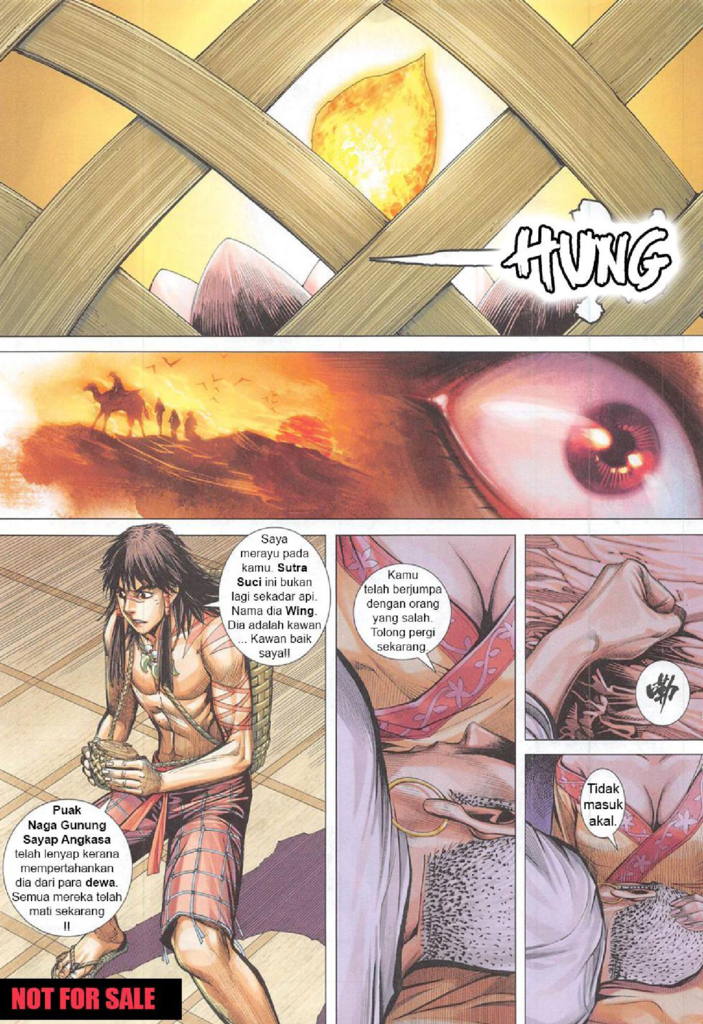 HUNG
Saya
merayu pada
kamu. Sutra
Suci ini bukan
lagi sekadar api.
Nama dia Wing.
Dia adalah kawan
... Kawan baik
saya!!
Puak
Naga Gunung
Sayap Angkasa
telah lenyap kerana
mempertahankan
dia dari para dewa.
Semua mereka telah
mati sekarang
!!
Kamu
telah berjumpa
dengan orang
yang salah.
Tolong pergi
sekarang.
Tidak
masuk
akal.
NOT FOR SALE